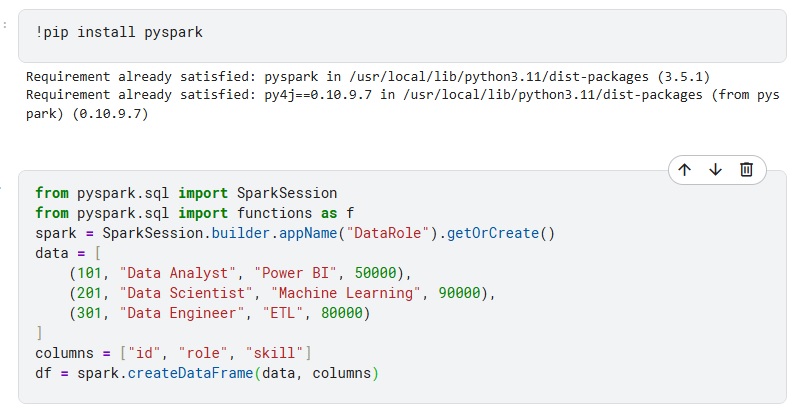 !pip install pyspark
Requirement already satisfied: pyspark in /usr/local/lib/python3.11/dist-packages (3.5.1)
Requirement already satisfied: py4j==0.10.9.7 in /usr/local/lib/python3.11/dist-packages (from pys
park) (0.10.9.7)
from pyspark.sql import SparkSession
from pyspark.sql import functions as f
spark = SparkSession.builder.appName("DataRole").getOrCreate()
data = [
    (101, "Data Analyst", "Power BI", 50000),
    (201, "Data Scientist", "Machine Learning", 90000),
    (301, "Data Engineer", "ETL", 80000)
]
columns = ["id", "role", "skill"]
df = spark.createDataFrame(data, columns)